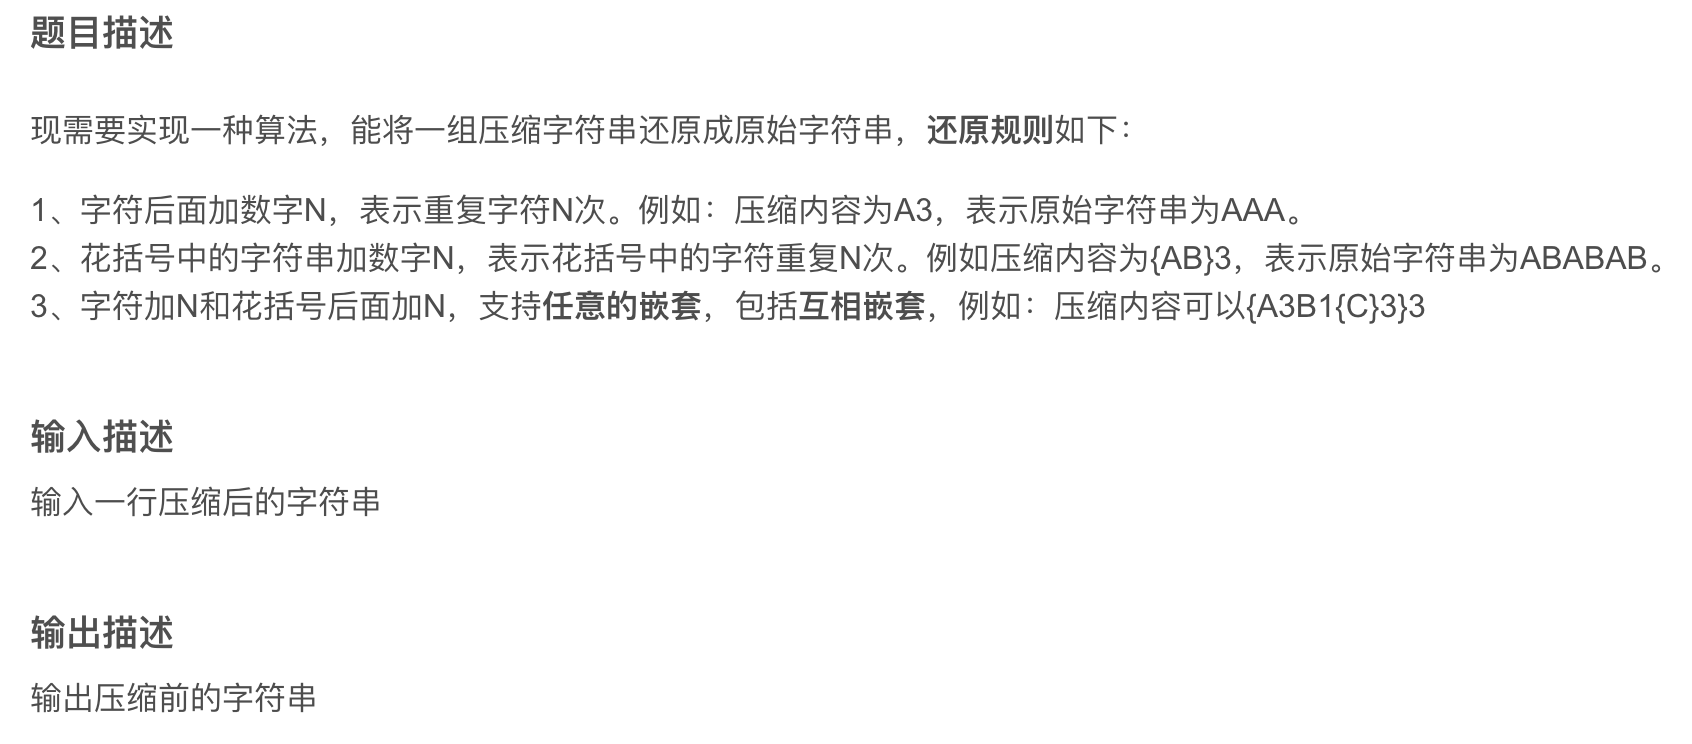 题目描述
现需要实现一种算法，能将一组压缩字符串还原成原始字符串，还原规则如下：
1、字符后面加数字N，表示重复字符N次。例如：压缩内容为A3，表示原始字符串为AAA。
2、花括号中的字符串加数字N，表示花括号中的字符重复N次。例如压缩内容为{AB}3，表示原始字符串为ABABAB。
3、字符加N和花括号后面加N，支持任意的嵌套，包括互相嵌套，例如：压缩内容可以{A3B1{C}3}3
输入描述
输入一行压缩后的字符串
输出描述
输出压缩前的字符串